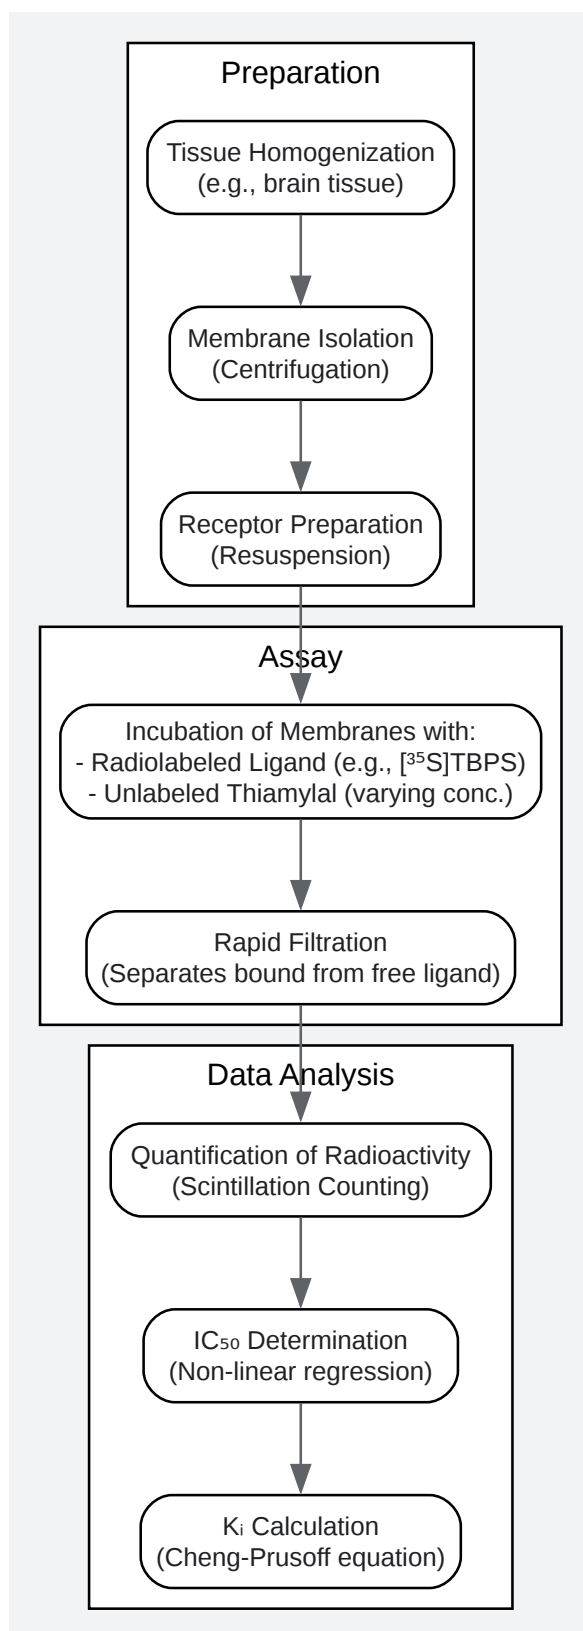 Preparation
Tissue Homogenization
(e.g., brain tissue)
Membrane Isolation
(Centrifugation)
Receptor Preparation
(Resuspension)
Assay
Incubation of Membranes with:
- Radiolabeled Ligand (e.g., [³⁵S]TBPS)
- Unlabeled Thiamylal (varying conc.)
Rapid Filtration
(Separates bound from free ligand)
Data Analysis
Quantification of Radioactivity
(Scintillation Counting)
IC₅₀ Determination
(Non-linear regression)
Kᵢ Calculation
(Cheng-Prusoff equation)